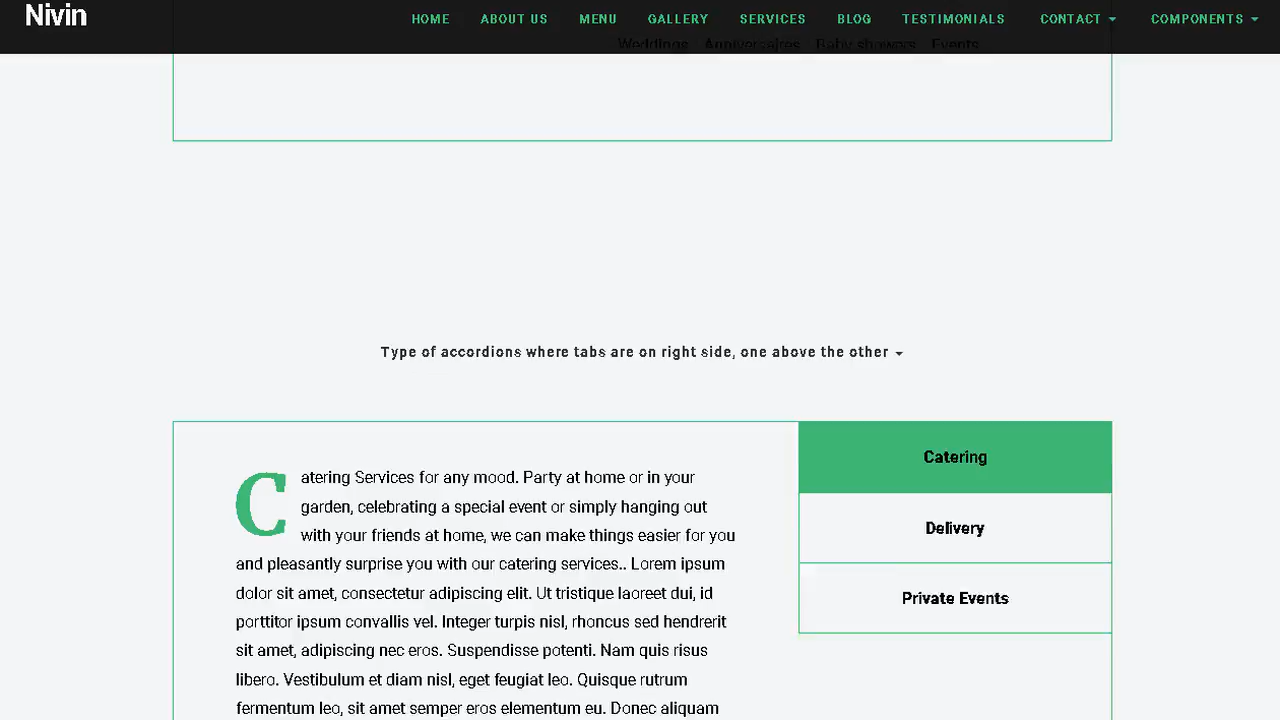 Nivin
HOME ABOUT US MENU GALLERY SERVICES BLOG TESTIMONIALS CONTACT COMPONENTS
Weddings Anniversaires Baby showers Events
Type of accordions where tabs are on right side, one above the other
Catering
Delivery
Private Events
Catering Services for any mood. Party at home or in your
garden, celebrating a special event or simply hanging out
with your friends at home, we can make things easier for you
and pleasantly surprise you with our catering services.. Lorem ipsum
dolor sit amet, consectetur adipiscing elit. Ut tristique laoreet dui, id
porttitor ipsum convallis vel. Integer turpis nisl, rhoncus sed hendrerit
sit amet, adipiscing nec eros. Suspendisse potenti. Nam quis risus
libero. Vestibulum et diam nisl, eget feugiat leo. Quisque rutrum
fermentum leo, sit amet semper eros elementum eu. Donec aliquam